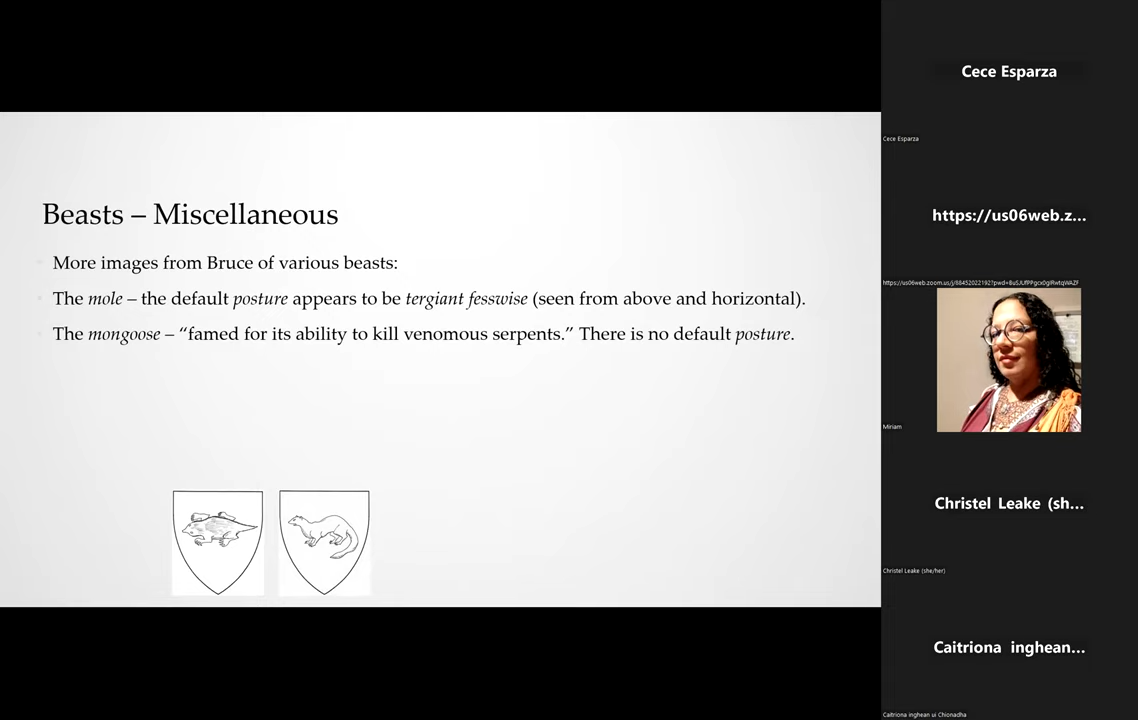 Beasts – Miscellaneous
More images from Bruce of various beasts:
The mole – the default posture appears to be tergiant fesswise (seen from above and horizontal).
The mongoose – “famed for its ability to kill venomous serpents.” There is no default posture.
Cece Esparza
Cece Esparza
https://us06web.z...
Miriam
Christel Leake (sh...
Christel Leake (she/her)
Caitriona inghean...
Caitriona inghean ui Chionadha